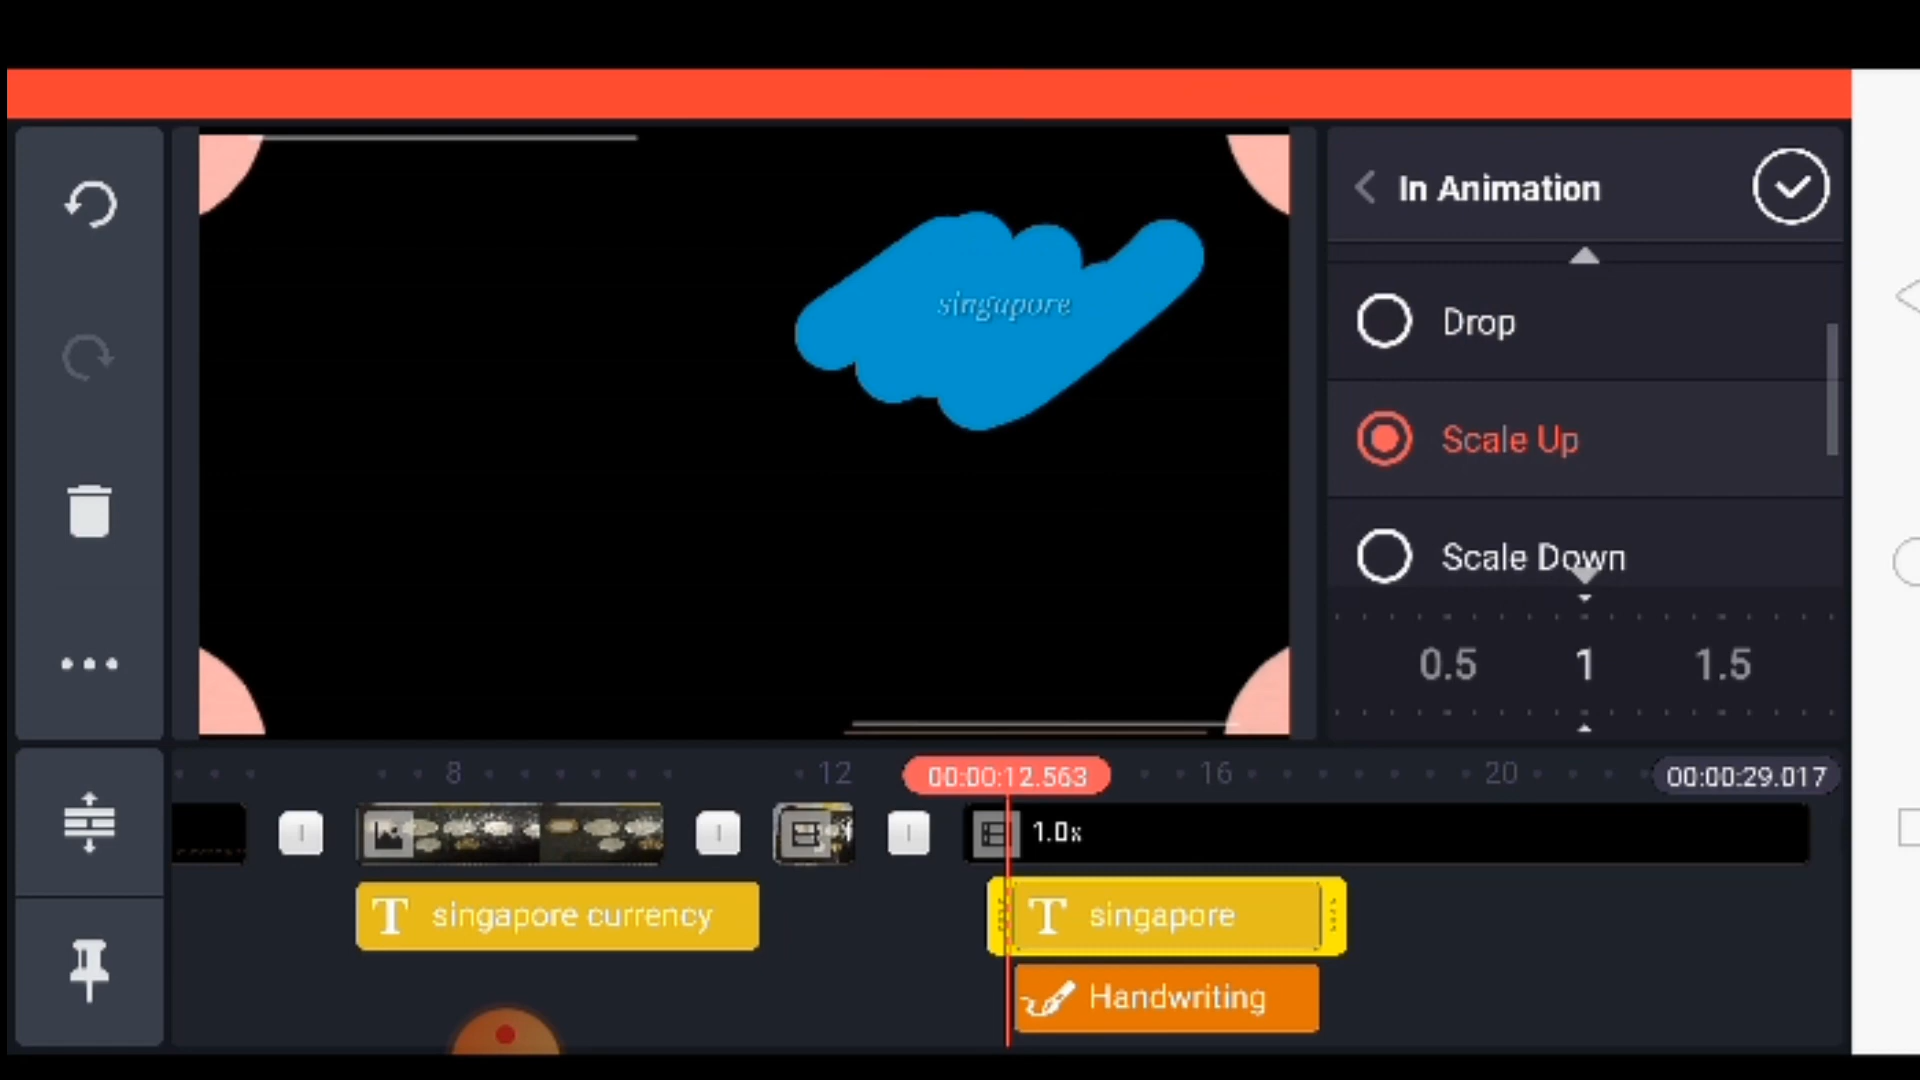 In Animation
singapore
Drop
Scale Up
Scale Down
0.5 1 1.5
8 12 00:00:12.563 16 20 00:00:29.017
1.0x
T singapore currency
T singapore
Handwriting